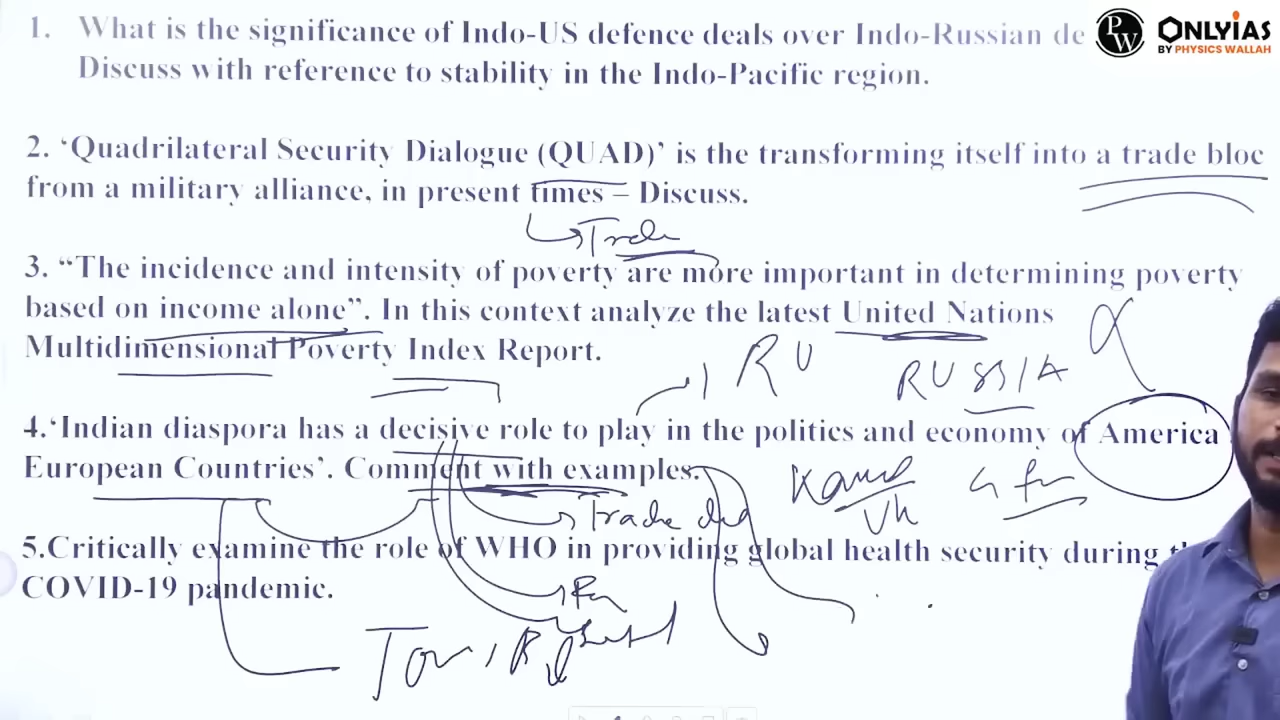 1. What is the significance of Indo-US defence deals over Indo-Russian de
Discuss with reference to stability in the Indo-Pacific region.
PW ONLYIAS
BY PHYSICS WALLAH
2. ‘Quadrilateral Security Dialogue (QUAD)’ is the transforming itself into a trade bloc
from a military alliance, in present times – Discuss.
Trade
3. “The incidence and intensity of poverty are more important in determining poverty
based on income alone”. In this context analyze the latest United Nations
Multidimensional Poverty Index Report.
RU
RUSSIA
4.‘Indian diaspora has a decisive role to play in the politics and economy of America
European Countries’. Comment with examples.
Trade
5.Critically examine the role of WHO in providing global health security during
COVID-19 pandemic.